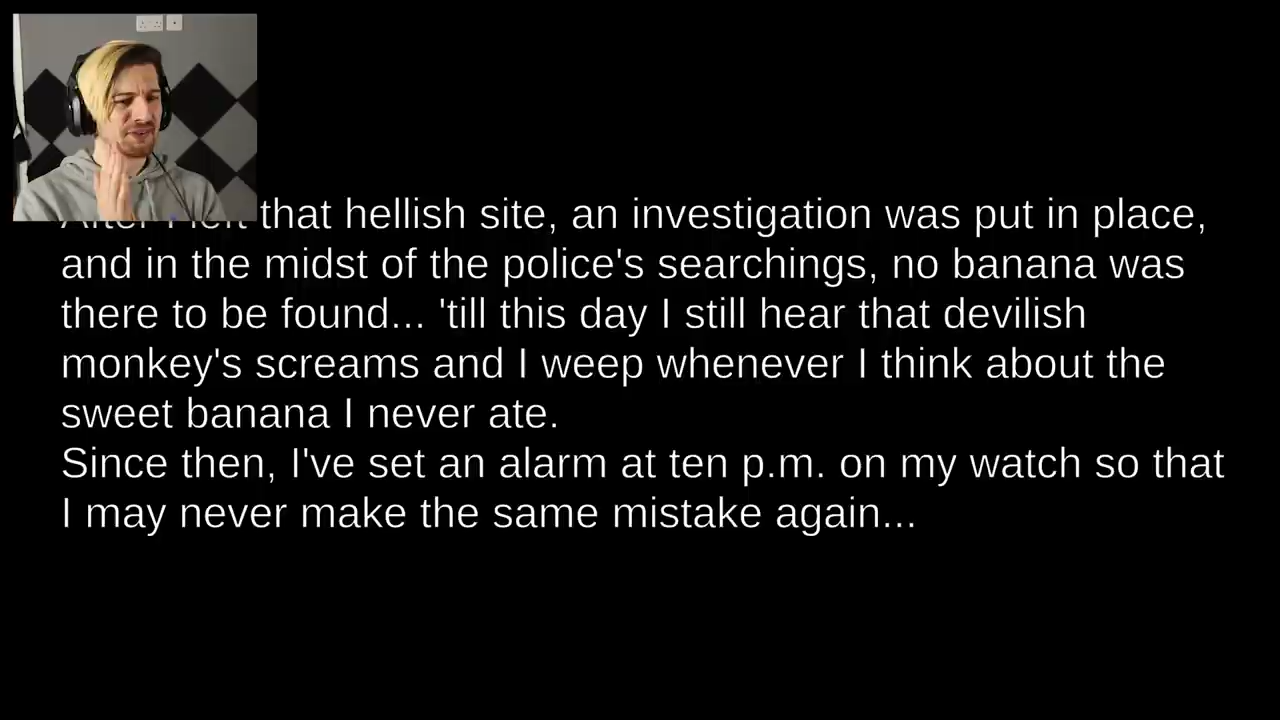 After I left that hellish site, an investigation was put in place,
and in the midst of the police's searchings, no banana was
there to be found... 'till this day I still hear that devilish
monkey's screams and I weep whenever I think about the
sweet banana I never ate.
Since then, I've set an alarm at ten p.m. on my watch so that
I may never make the same mistake again...